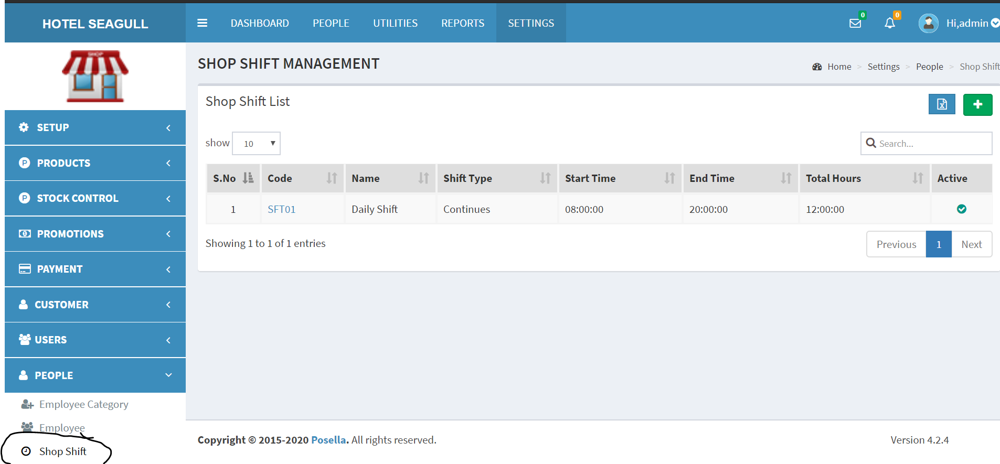 HOTEL SEAGULL
DASHBOARD PEOPLE UTILITIES REPORTS SETTINGS
0 0 Hi,admin
SHOP
SHOP SHIFT MANAGEMENT
Home > Settings > People > Shop Shift
Shop Shift List
show 10
Search...
S.No Code Name Shift Type Start Time End Time Total Hours Active
1 SFT01 Daily Shift Continues 08:00:00 20:00:00 12:00:00
Showing 1 to 1 of 1 entries
Previous 1 Next
SETUP
PRODUCTS
STOCK CONTROL
PROMOTIONS
PAYMENT
CUSTOMER
USERS
PEOPLE
Employee Category
Employee
Shop Shift
Copyright © 2015-2020 Posella. All rights reserved.
Version 4.2.4